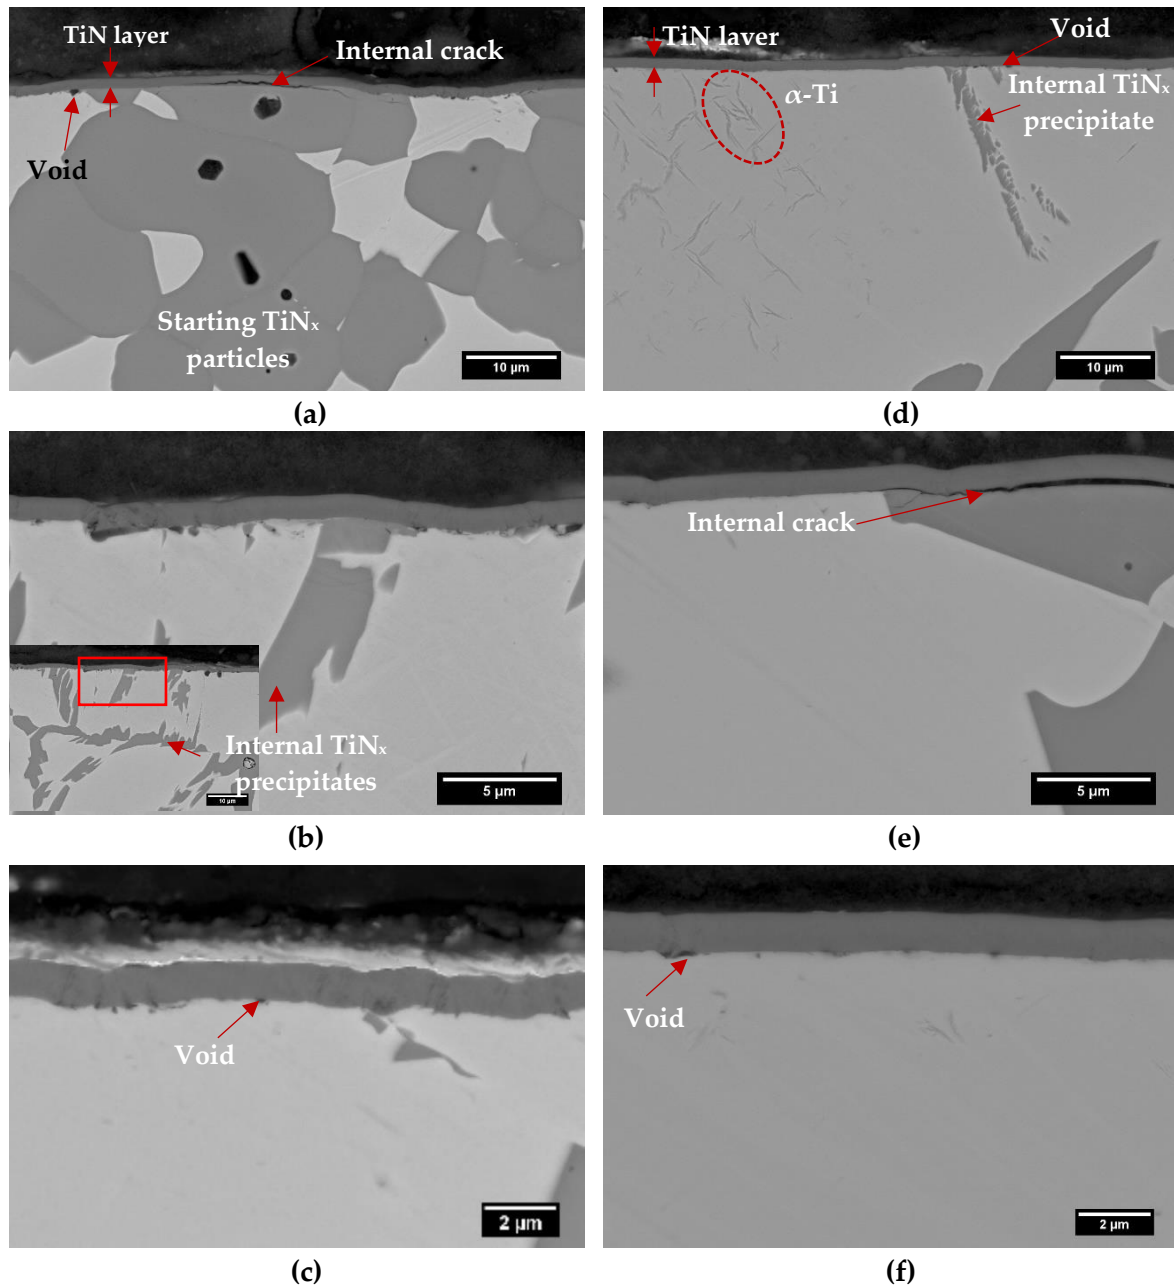 TiN layer
Internal crack
Void
Starting TiNx
particles
10 µm
(a)
TiN laver
Void
α-Ti
Internal TiNx
precipitate
10 µm
(d)
Internal TiNx
precipitates
10 µm
5 µm
(b)
Internal crack
5 µm
(e)
Void
2 µm
(c)
Void
2 µm
(f)